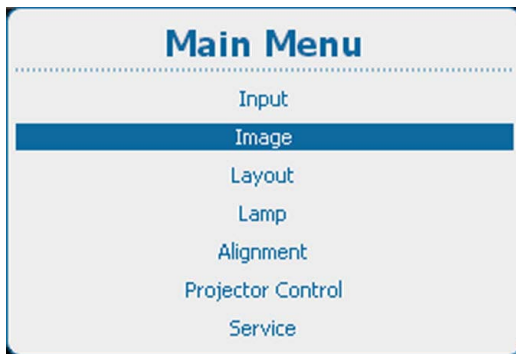 Main Menu
Input
Image
Layout
Lamp
Alignment
Projector Control
Service